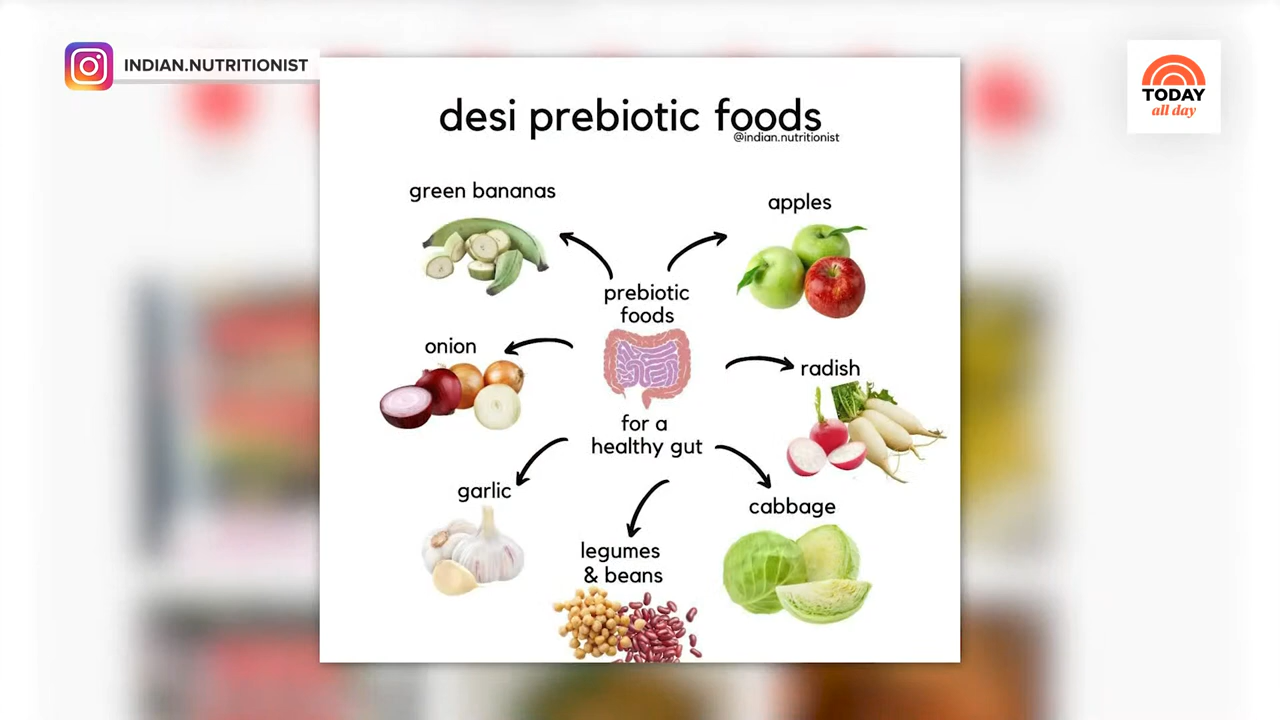 INDIAN.NUTRITIONIST
TODAY
all day
desi prebiotic foods
@indian.nutritionist
green bananas
apples
prebiotic
foods
onion
radish
for a
healthy gut
garlic
cabbage
legumes
& beans